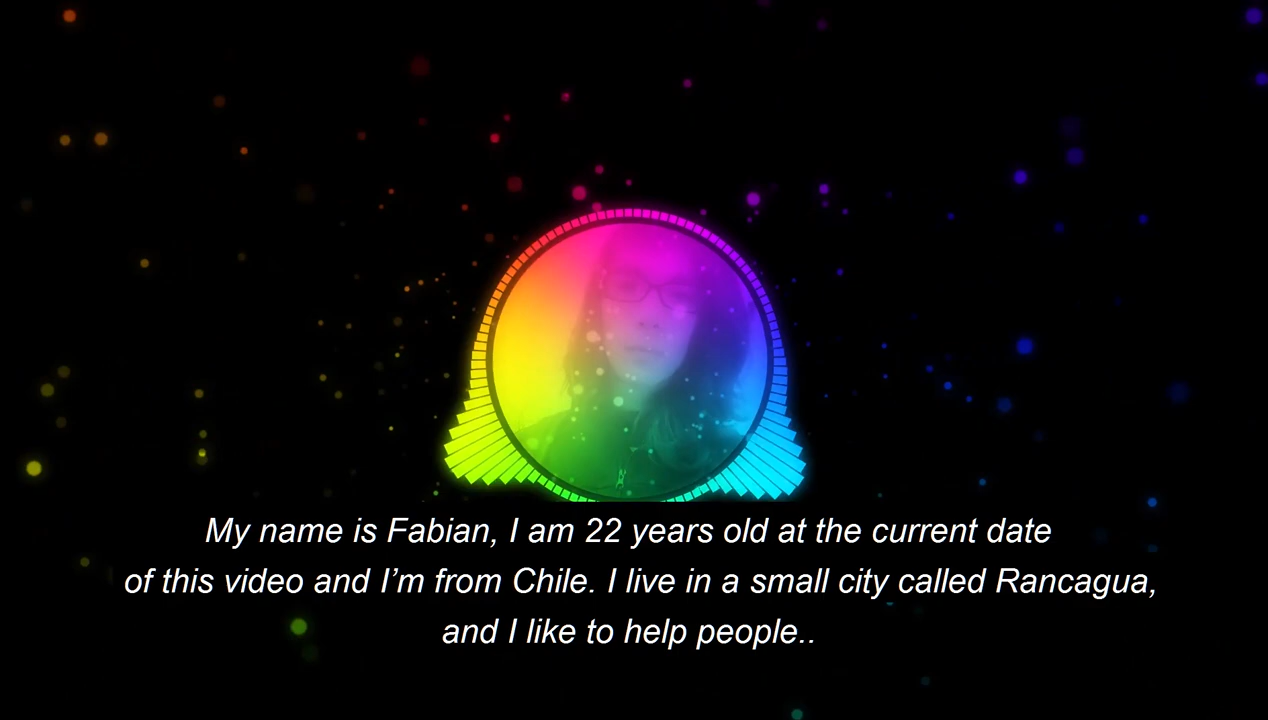 My name is Fabian, I am 22 years old at the current date
of this video and I’m from Chile. I live in a small city called Rancagua,
and I like to help people..